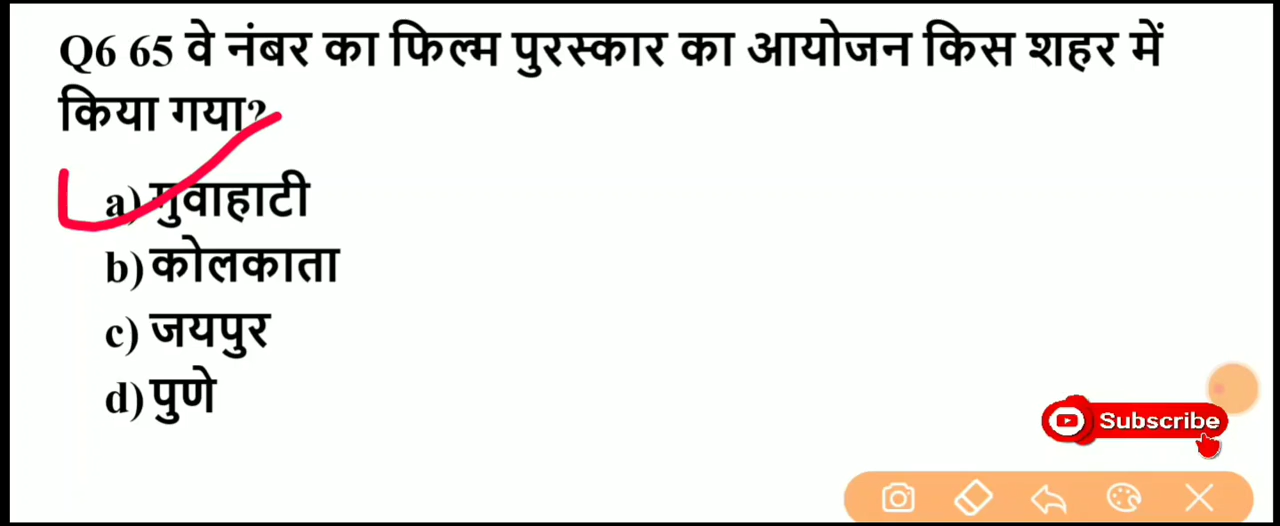 Q6 65 वे नंबर का फिल्म पुरस्कार का आयोजन किस शहर में
किया गया?
a) गुवाहाटी
b) कोलकाता
c) जयपुर
d) पुणे
Subscribe